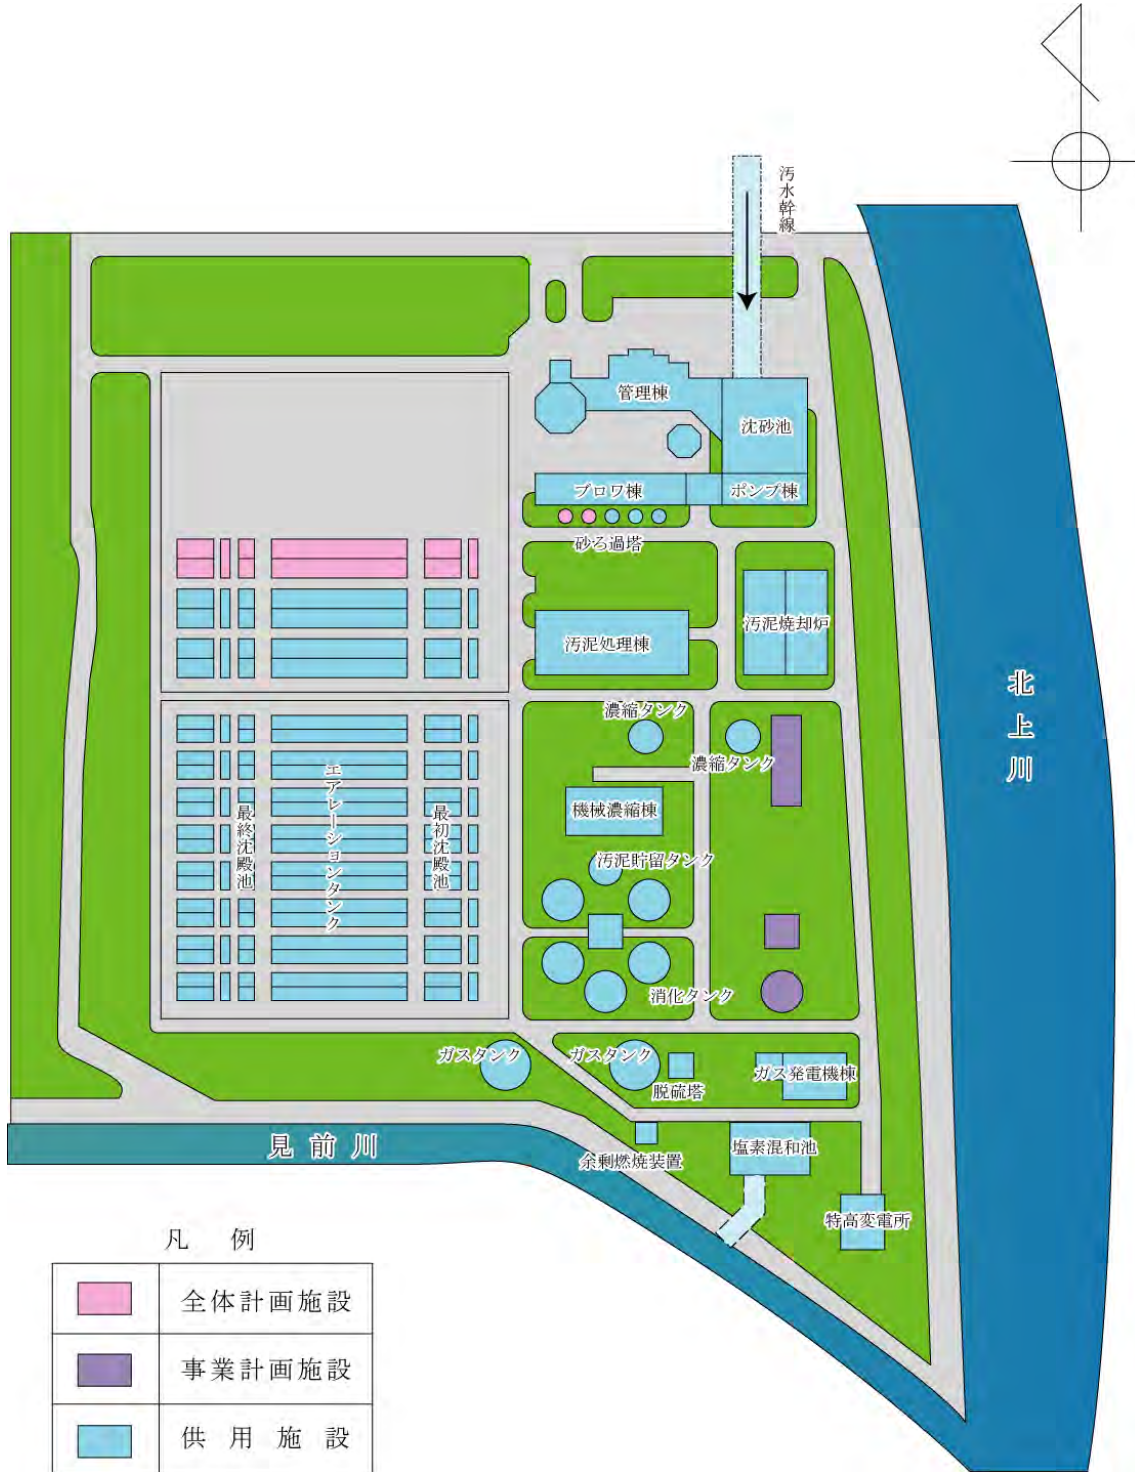 汚水幹線
管理棟
沈砂池
ブロワ棟
ポンプ棟
砂ろ過塔
汚泥処理棟
汚泥焼却炉
北上川
濃縮タンク
濃縮タンク
機械濃縮棟
最終沈殿池
エアレーションタンク
最初沈殿池
汚泥貯留タンク
消化タンク
ガスタンク
ガスタンク
脱硫塔
ガス発電機棟
見前川
余剰燃焼装置
塩素混和池
特高変電所
凡 例
全体計画施設
事業計画施設
供用施設